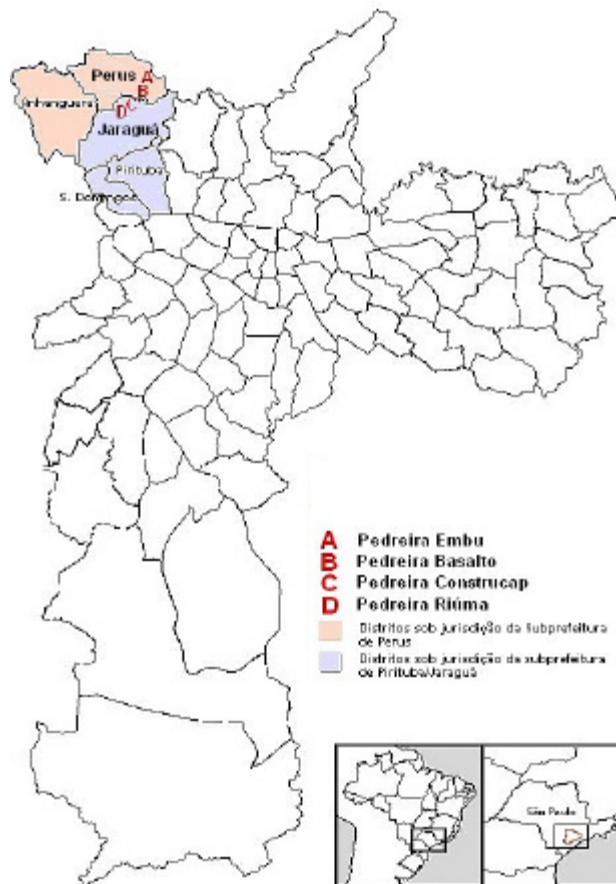 Perus A
B
Anhanguera
D C
Jaraguá
Pirituba
S. Domingos
A Pedreira Embu
B Pedreira Basalto
C Pedreira Construcap
D Pedreira Riúma
Distritos sob jurisdição da Subprefeitura
de Perus
Distritos sob jurisdição da subprefeitura
de Pirituba/Jaraguá
São Paulo